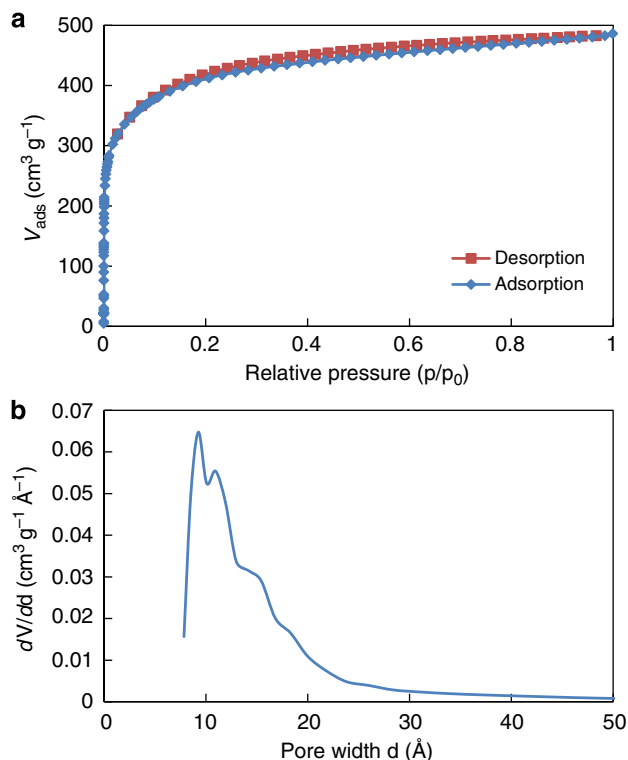 a
500
400
300
200
100
0
V_ads (cm³ g⁻¹)
Desorption
Adsorption
0 0.2 0.4 0.6 0.8 1
Relative pressure (p/p₀)
b
0.07
0.06
0.05
0.04
0.03
0.02
0.01
0
dV/dd (cm³ g⁻¹ Å⁻¹)
0 10 20 30 40 50
Pore width d (Å)